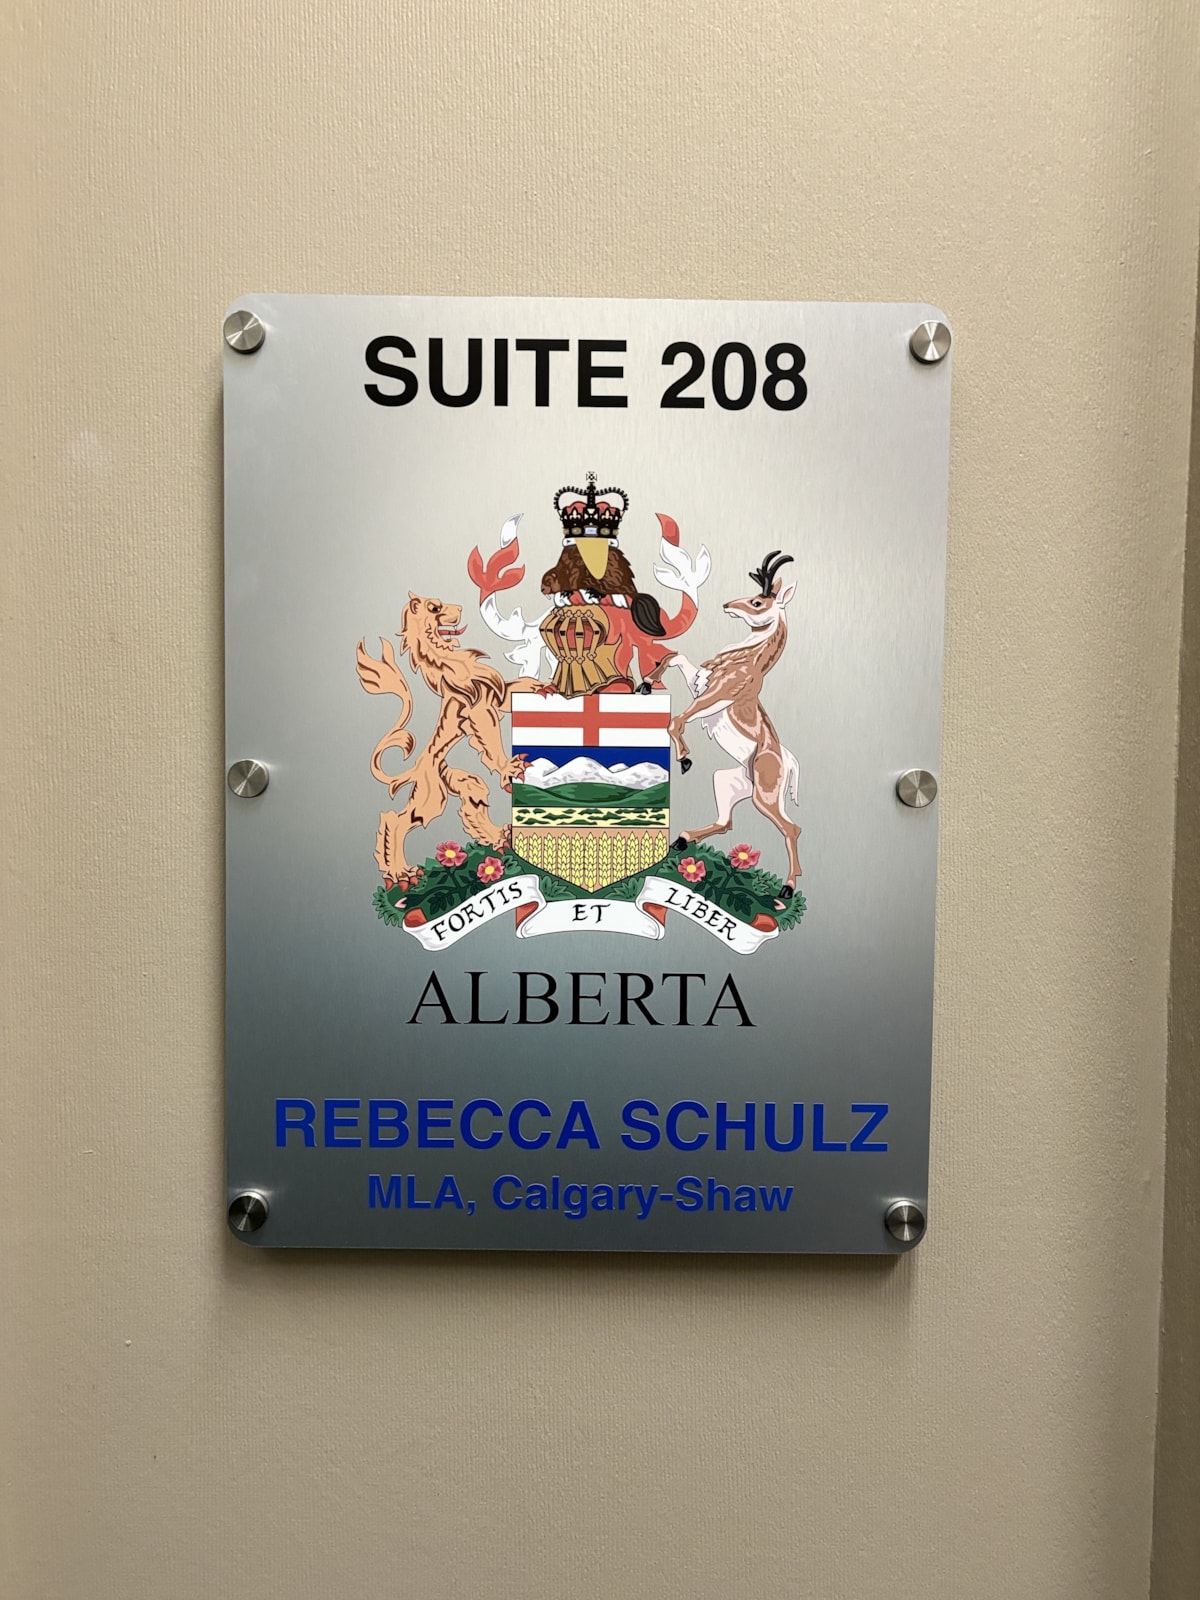 SUITE 208
FORTIS ET LIBER
ALBERTA
REBECCA SCHULZ
MLA, Calgary-Shaw